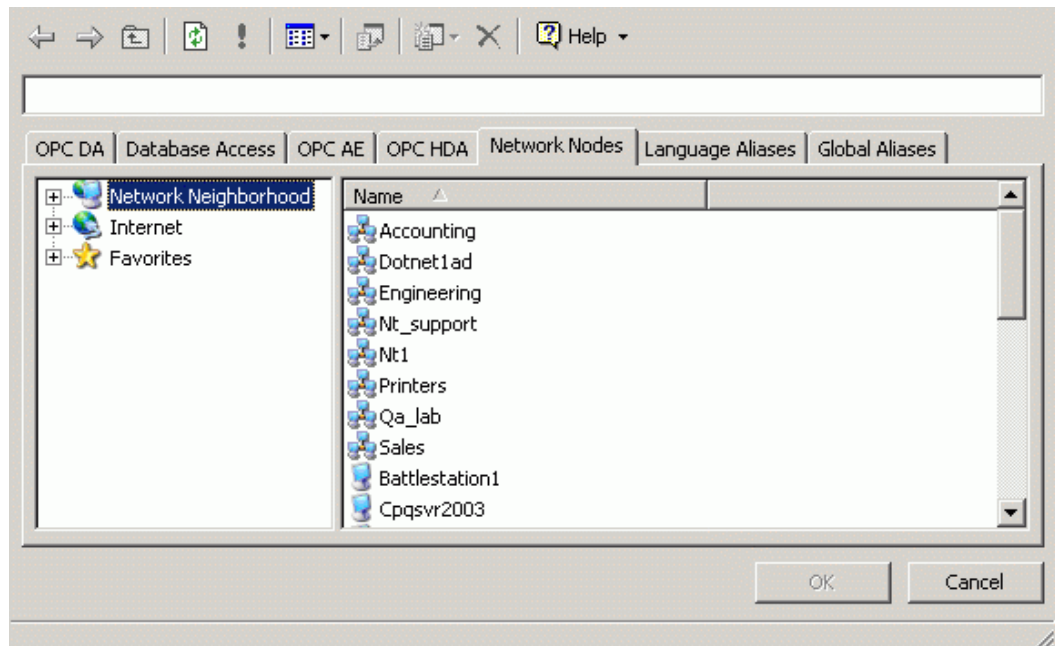 Help
OPC DA Database Access OPC AE OPC HDA Network Nodes Language Aliases Global Aliases
Network Neighborhood
Internet
Favorites
Name
Accounting
Dotnet1ad
Engineering
Nt_support
Nt1
Printers
Qa_lab
Sales
Battlestation1
Cpqsvr2003
OK Cancel